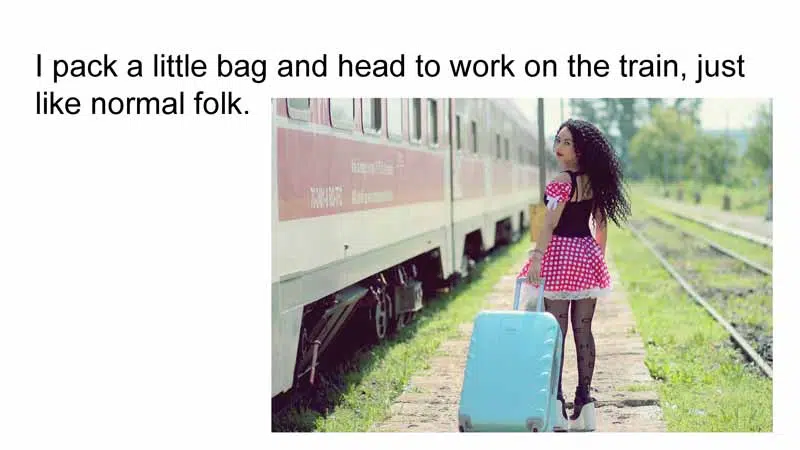 I pack a little bag and head to work on the train, just
like normal folk.